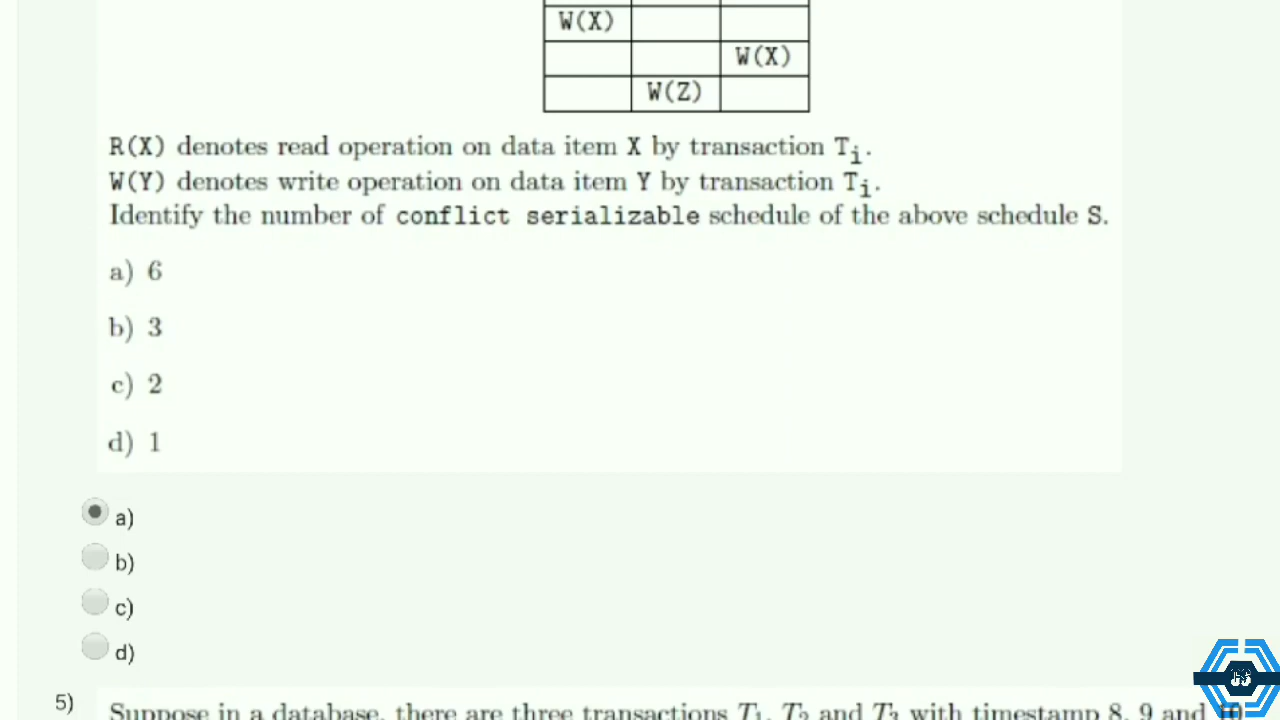 W(X)
W(X)
W(Z)
R(X) denotes read operation on data item X by transaction Ti.
W(Y) denotes write operation on data item Y by transaction Ti.
Identify the number of conflict serializable schedule of the above schedule S.
a) 6
b) 3
c) 2
d) 1
a)
b)
c)
d)
5)
Suppose in a database, there are three transactions T1, T2 and T3 with timestamp 8, 9 and